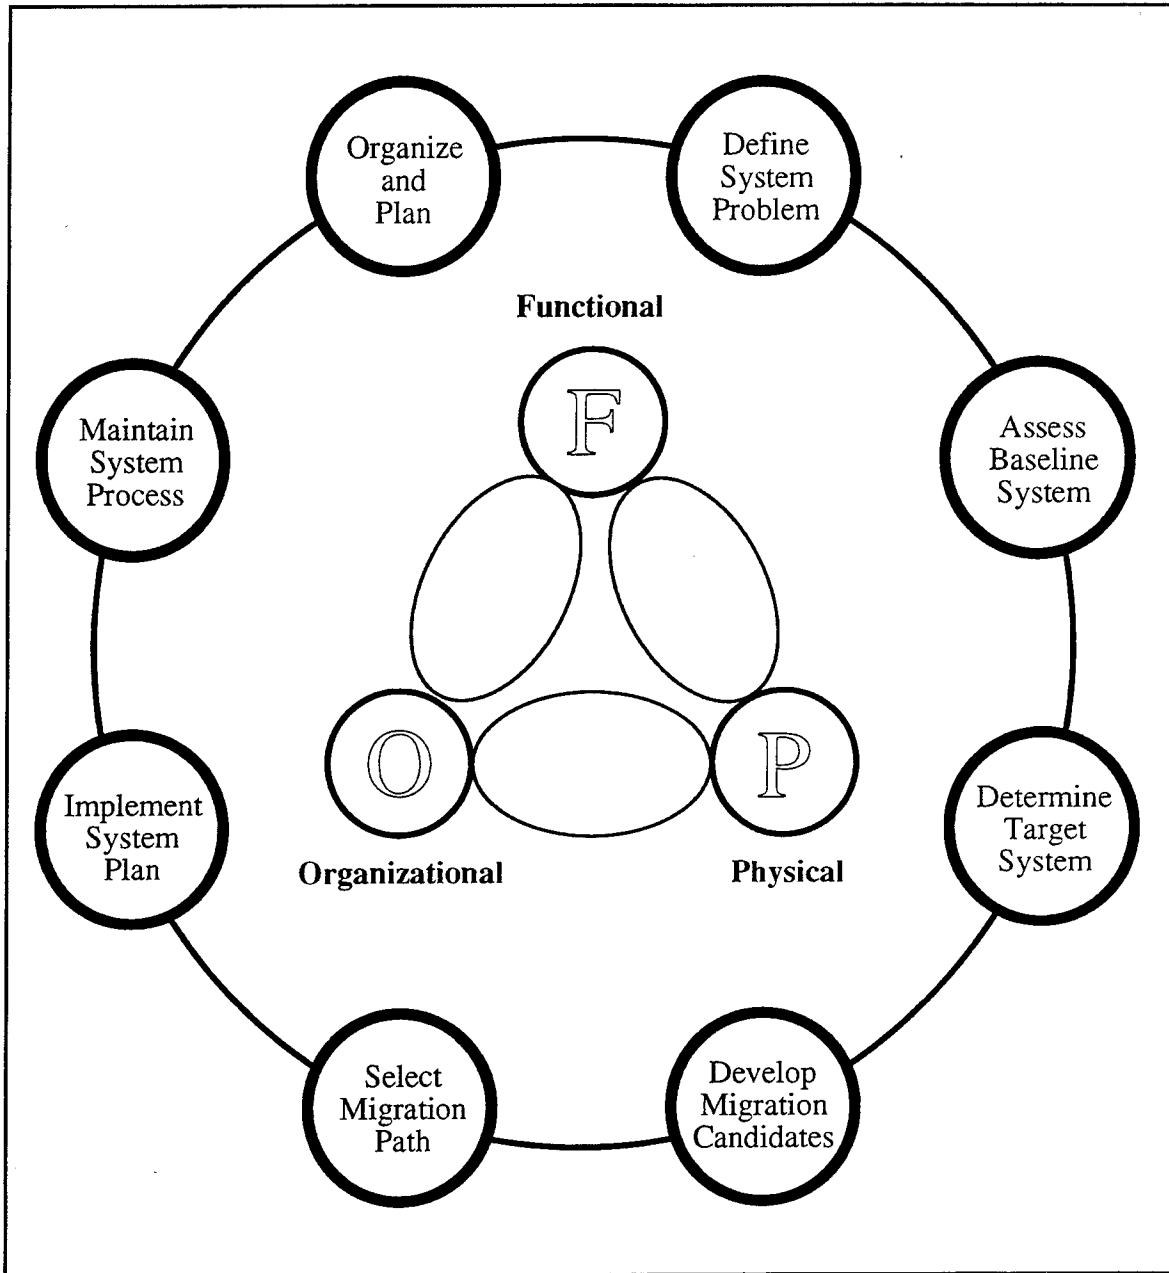 Organize
and
Plan
Define
System
Problem
Functional
F
Maintain
System
Process
Assess
Baseline
System
O
P
Implement
System
Plan
Determine
Target
System
Organizational
Physical
Select
Migration
Path
Develop
Migration
Candidates